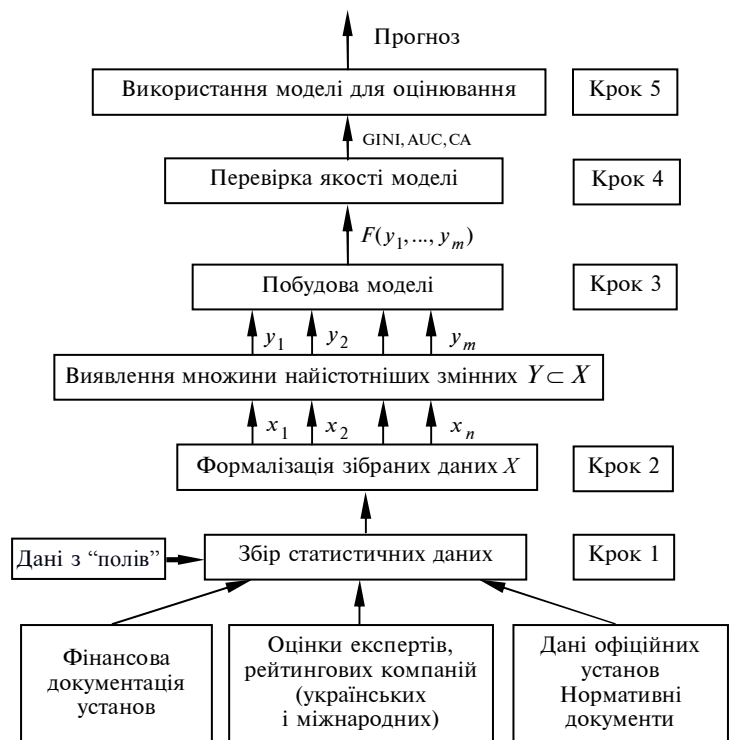 Прогноз
Використання моделі для оцінювання
Крок 5
GINI, AUC, CA
Перевірка якості моделі
Крок 4
F(y₁,..., yₘ)
Побудова моделі
Крок 3
y₁ y₂ yₘ
Виявлення множини найістотніших змінних Y ⊂ X
x₁ x₂ xₙ
Формалізація зібраних даних X
Крок 2
Дані з “полів”
Збір статистичних даних
Крок 1
Фінансова
документація
установ
Оцінки експертів,
рейтингових компаній
(українських
і міжнародних)
Дані офіційних
установ
Нормативні
документи